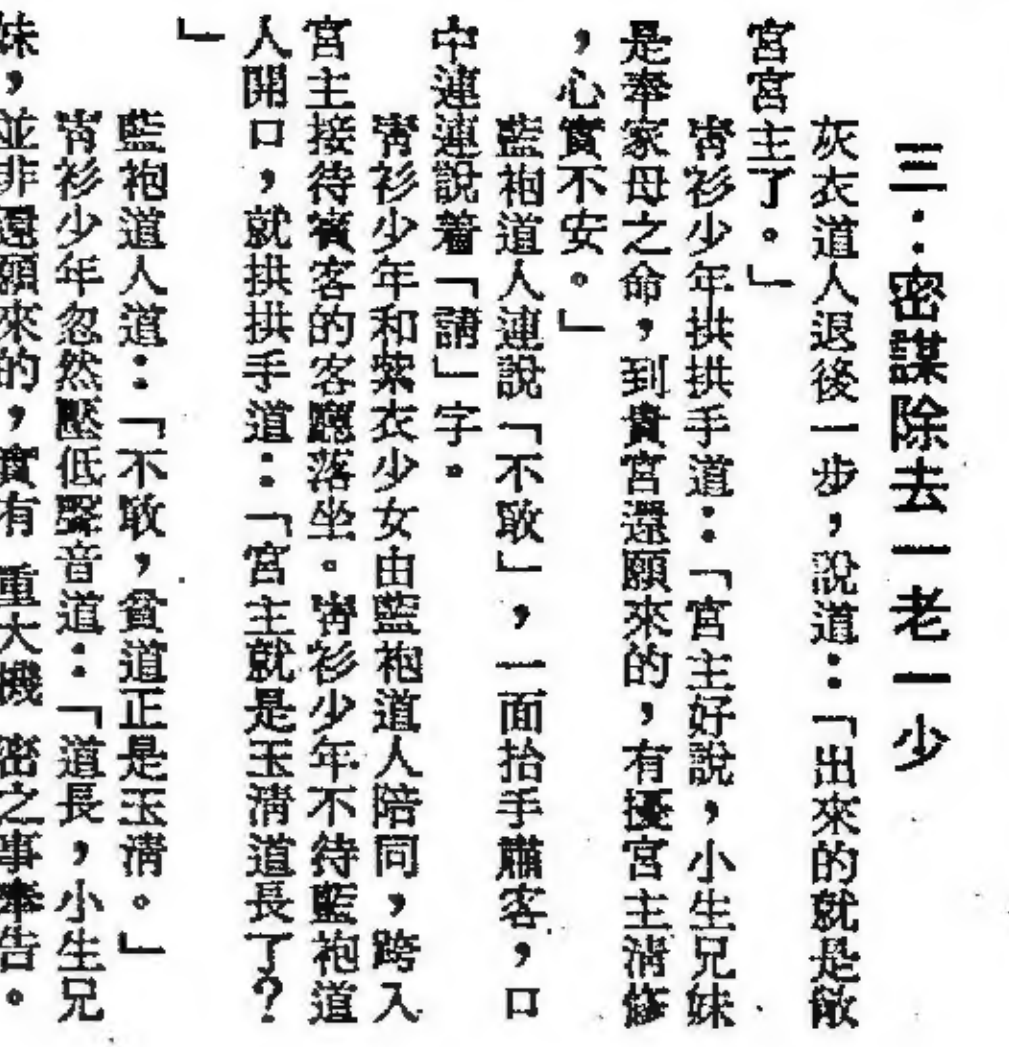 三：密謀除去一老一少
灰衣道人退後一步，說道：「出來的就是敝
宮宮主了。」
青衫少年拱拱手道：「宮主好說，小生兄妹
是奉家母之命，到貴宮還願來的，有擾宮主清修
，心實不安。」
藍袍道人連說「不敢」，一面抬手肅客，口
中連連說着「請」字。
青衫少年和紫衣少女由藍袍道人陪同，跨入
宮主接待賓客的客廳落坐。青衫少年不待藍袍道
人開口，就拱拱手道：「宮主就是玉清道長了？
」
藍袍道人道：「不敢，貧道正是玉清。」
青衫少年忽然壓低聲音道：「道長，小生兄
妹，並非還願來的，實有 重大機 密之事奉告。